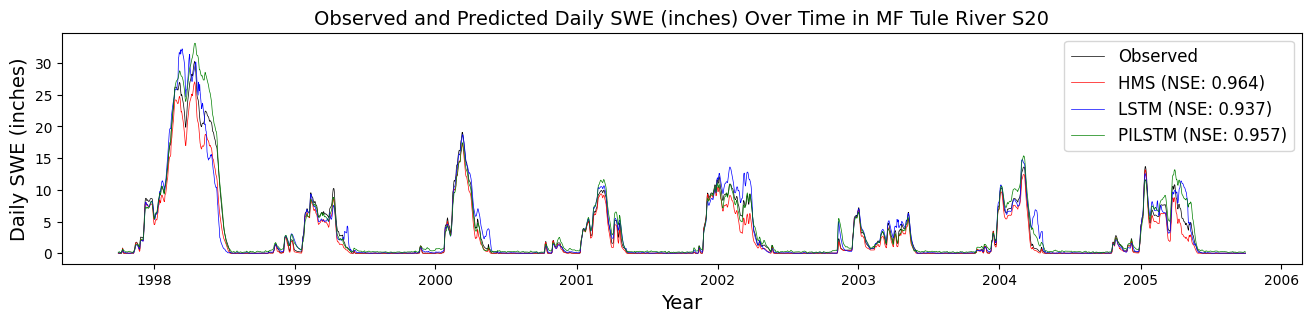 Observed and Predicted Daily SWE (inches) Over Time in MF Tule River S20
Daily SWE (inches)
30
25
20
15
10
5
0
Observed
HMS (NSE: 0.964)
LSTM (NSE: 0.937)
PILSTM (NSE: 0.957)
1998 1999 2000 2001 2002 2003 2004 2005 2006
Year